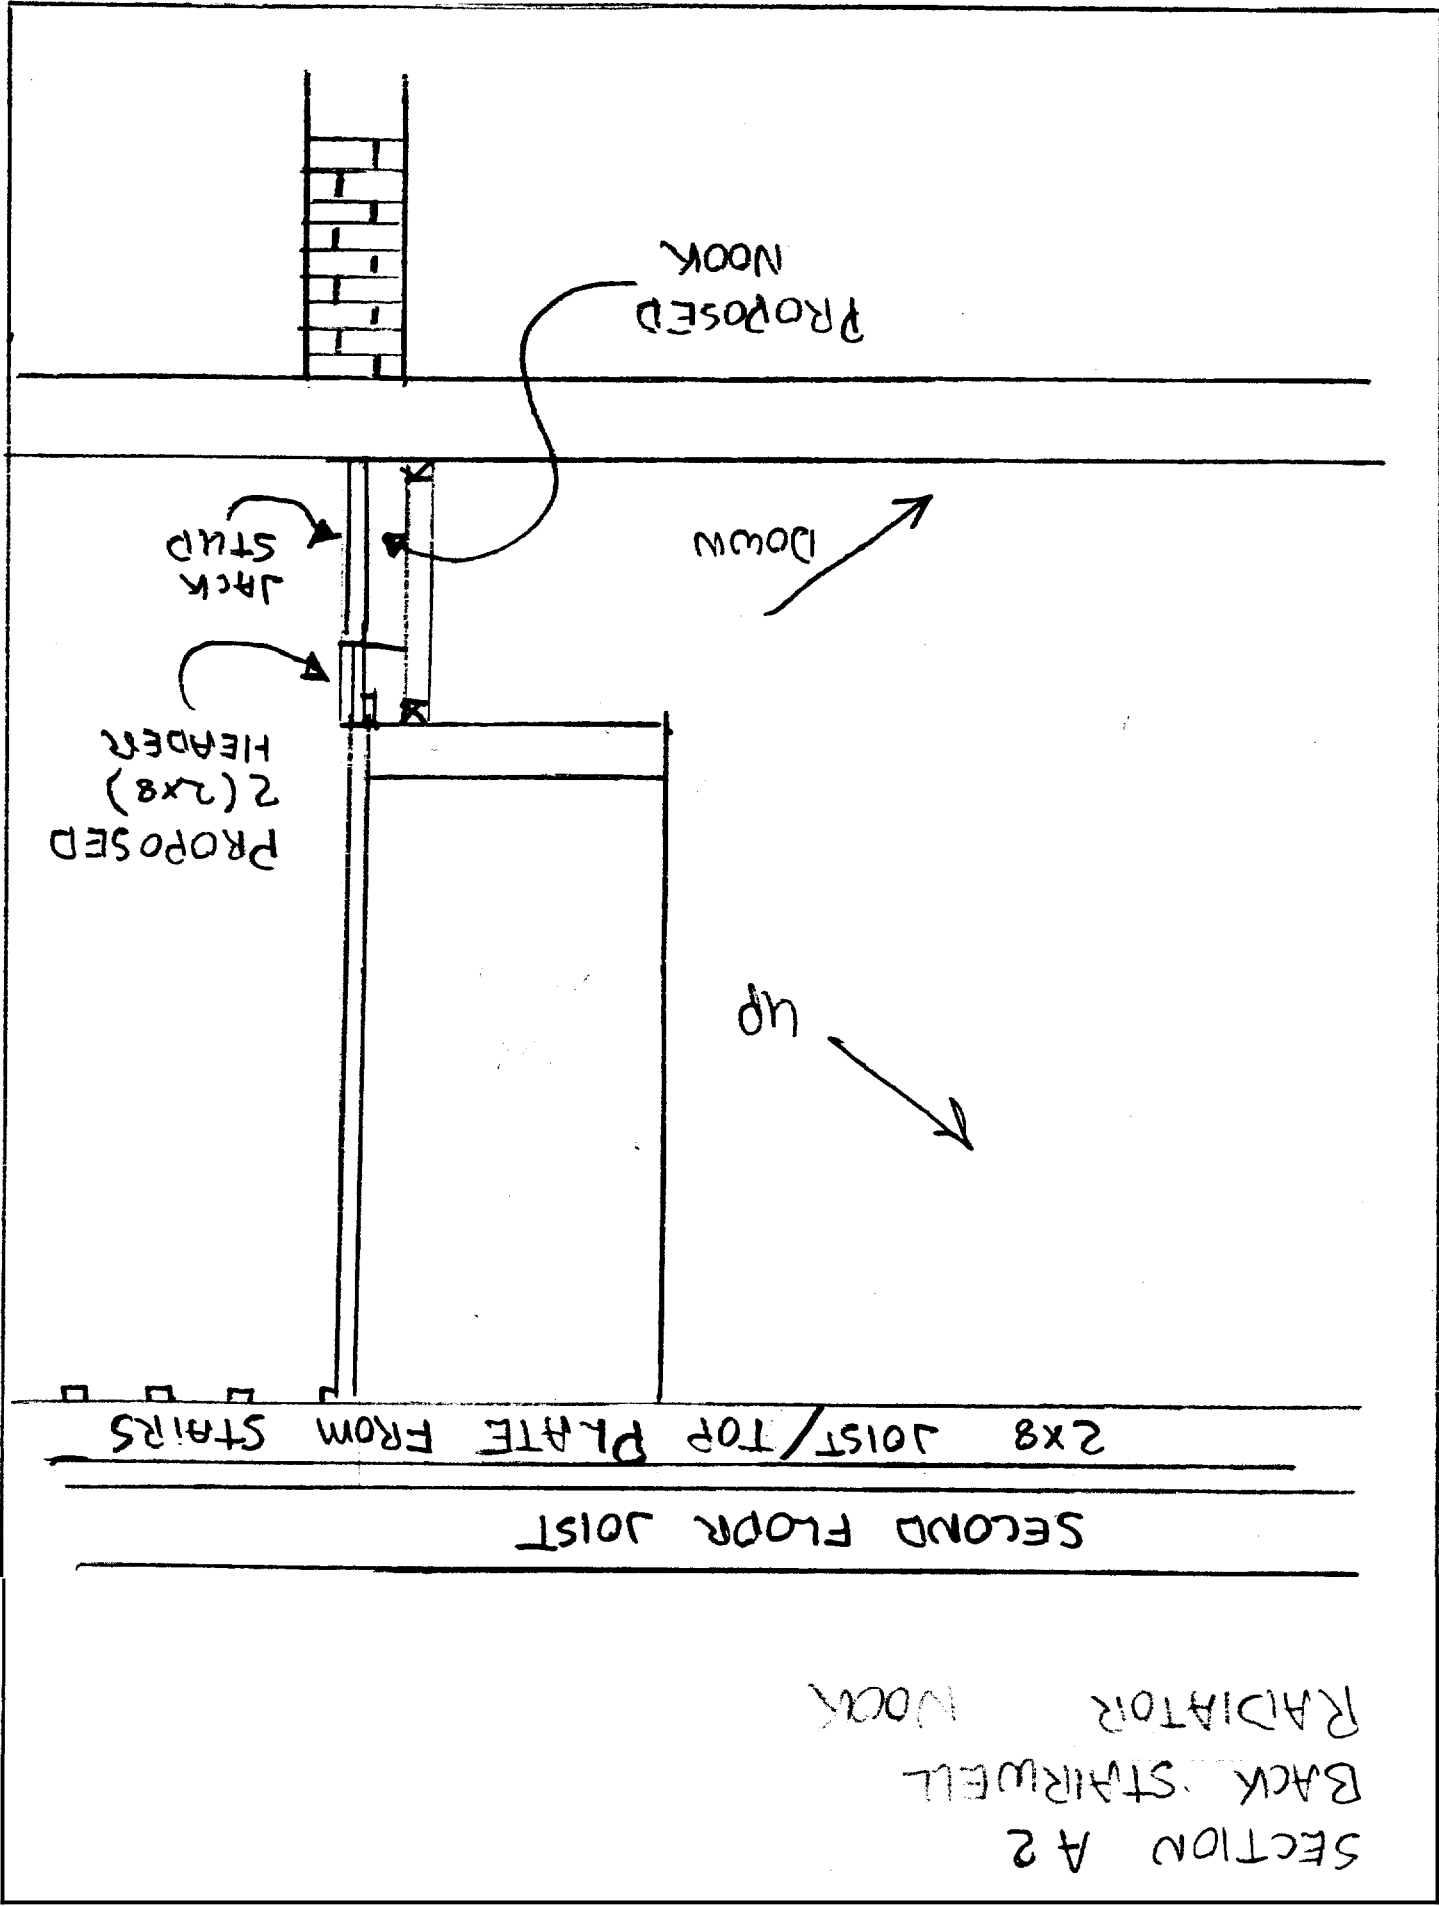 SECTION A2
BACK STAIRWELL
RADIATOR NOOK
SECOND FLOOR JOIST
2x8 JOIST/TOP PLATE FROM STAIRS
UP
PROPOSED
2(2x8)
HEADER
JACK
STUD
DOWN
PROPOSED
NOOK